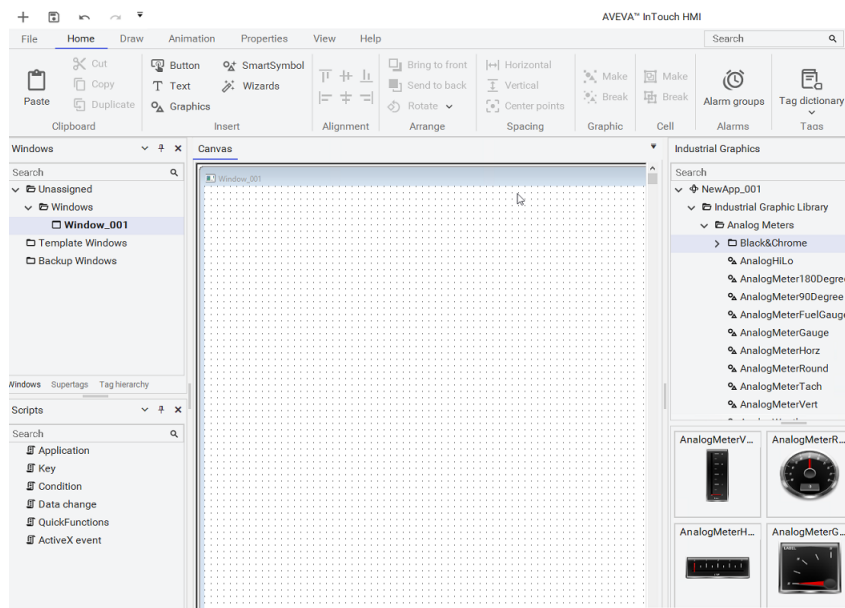 AVEVA™ InTouch HMI
File Home Draw Animation Properties View Help Search
Paste
Cut
Copy
Duplicate
Clipboard
Button SmartSymbol
Text Wizards
Graphics
Insert
Alignment
Bring to front
Send to back
Rotate
Arrange
Horizontal
Vertical
Center points
Spacing
Make
Break
Graphic
Make
Break
Cell
Alarm groups
Alarms
Tag dictionary
Tags
Windows
Search
Unassigned
Windows
Window_001
Template Windows
Backup Windows
Windows Supertags Tag hierarchy
Scripts
Search
Application
Key
Condition
Data change
QuickFunctions
ActiveX event
Canvas
Window_001
Industrial Graphics
Search
NewApp_001
Industrial Graphic Library
Analog Meters
Black&Chrome
AnalogHiLo
AnalogMeter180Degree
AnalogMeter90Degree
AnalogMeterFuelGauge
AnalogMeterGauge
AnalogMeterHorz
AnalogMeterRound
AnalogMeterTach
AnalogMeterVert
AnalogMeterV... AnalogMeterR...
AnalogMeterH... AnalogMeterG...